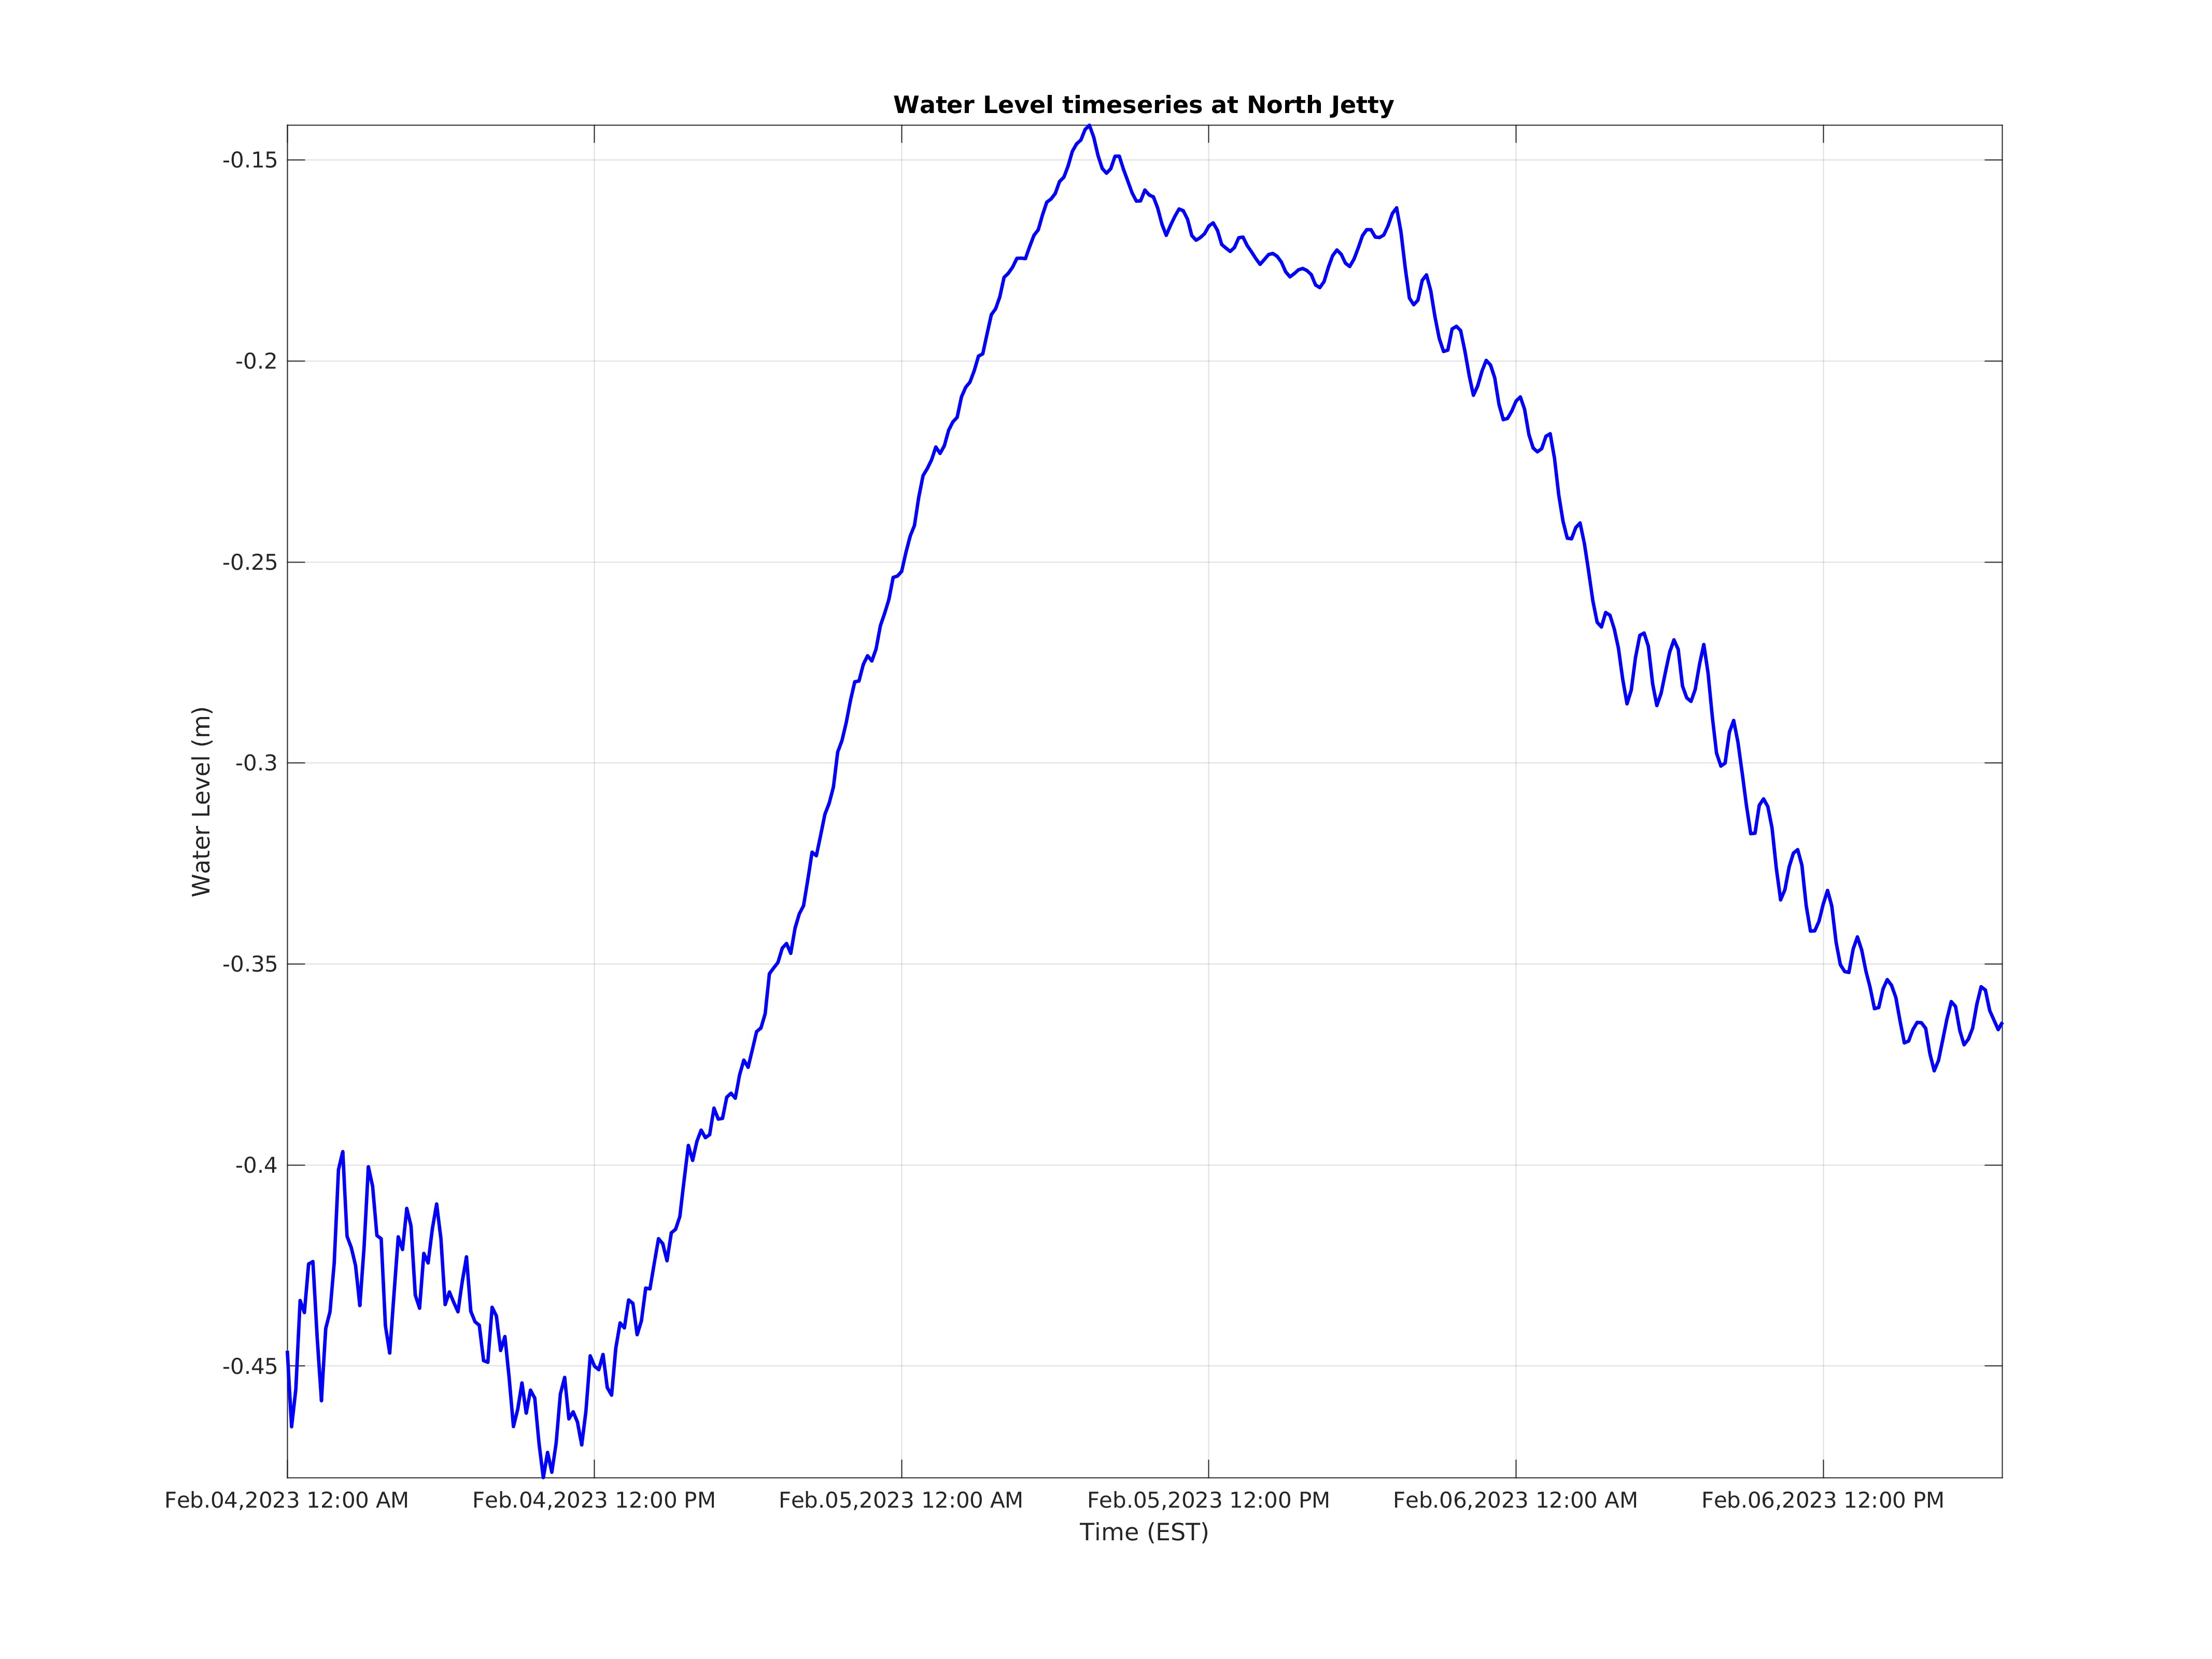 Water Level timeseries at North Jetty
-0.15
-0.2
-0.25
-0.3
-0.35
-0.4
-0.45
Water Level (m)
Feb.04,2023 12:00 AM Feb.04,2023 12:00 PM Feb.05,2023 12:00 AM Feb.05,2023 12:00 PM Feb.06,2023 12:00 AM Feb.06,2023 12:00 PM
Time (EST)